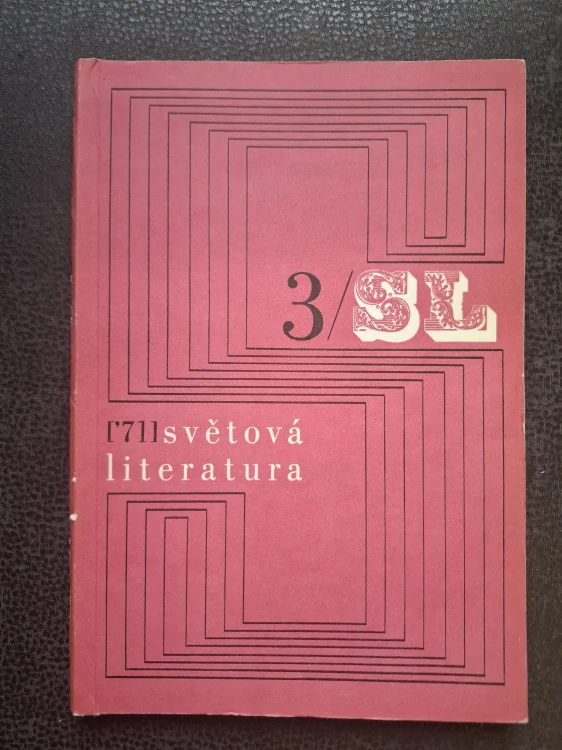 3/SL
['71] světová
literatura